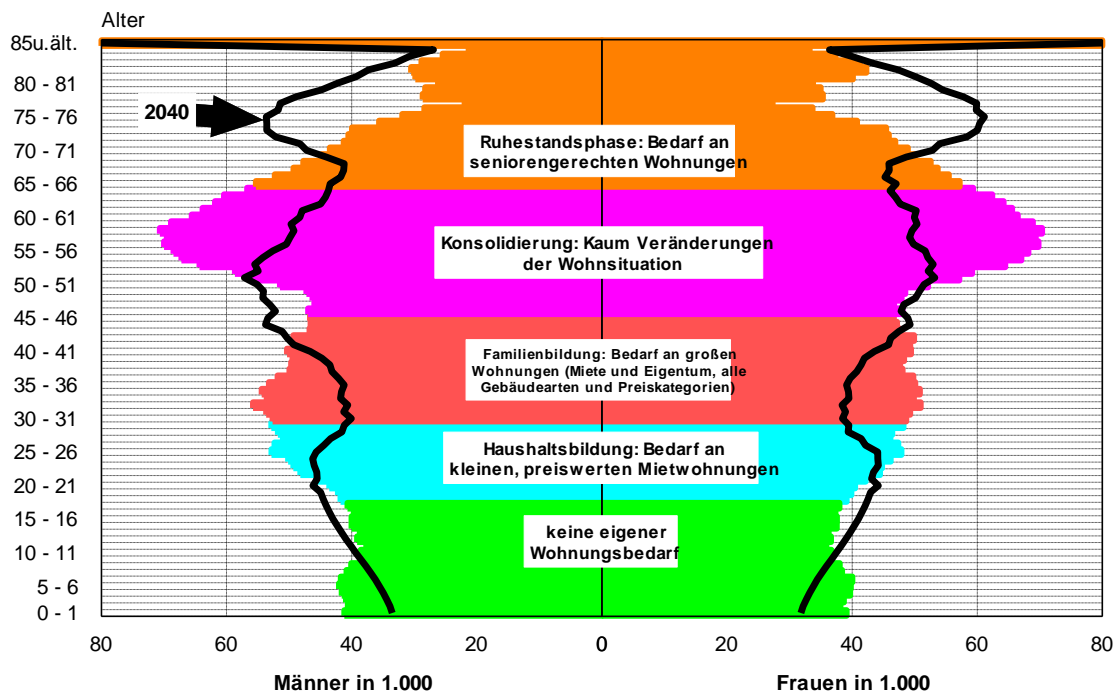 Alter
85u.ält.
80 - 81
2040
75 - 76
Ruhestandsphase: Bedarf an
seniorengerechten Wohnungen
70 - 71
65 - 66
60 - 61
Konsolidierung: Kaum Veränderungen
der Wohnsituation
55 - 56
50 - 51
45 - 46
Familienbildung: Bedarf an großen
Wohnungen (Miete und Eigentum, alle
Gebäudearten und Preiskategorien)
40 - 41
35 - 36
30 - 31
Haushaltsbildung: Bedarf an
kleinen, preiswerten Mietwohnungen
25 - 26
20 - 21
15 - 16
keine eigener
Wohnungsbedarf
10 - 11
5 - 6
0 - 1
80 60 40 20 0 20 40 60 80
Männer in 1.000 Frauen in 1.000